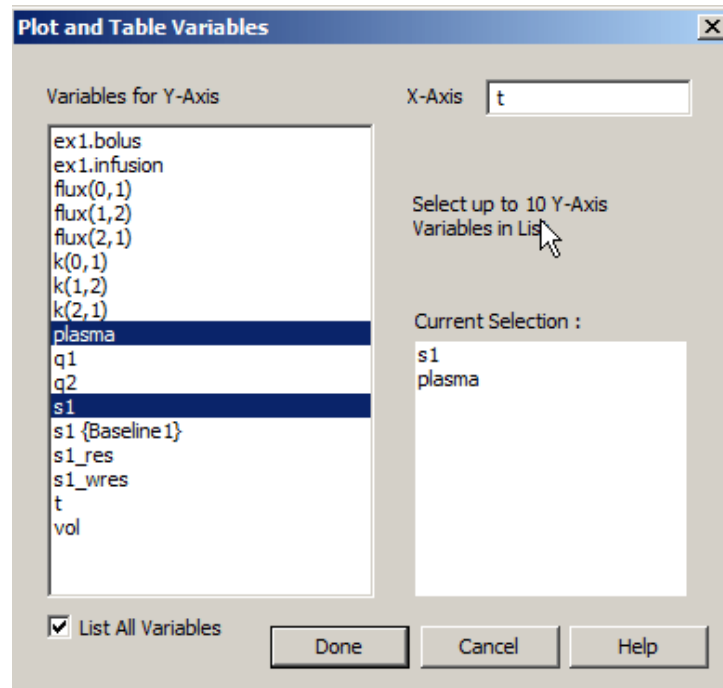 Plot and Table Variables
Variables for Y-Axis
X-Axis
t
ex1.bolus
ex1.infusion
flux(0,1)
flux(1,2)
flux(2,1)
k(0,1)
k(1,2)
k(2,1)
plasma
q1
q2
s1
s1 {Baseline1}
s1_res
s1_wres
t
vol
Select up to 10 Y-Axis
Variables in Lis
Current Selection :
s1
plasma
List All Variables
Done
Cancel
Help